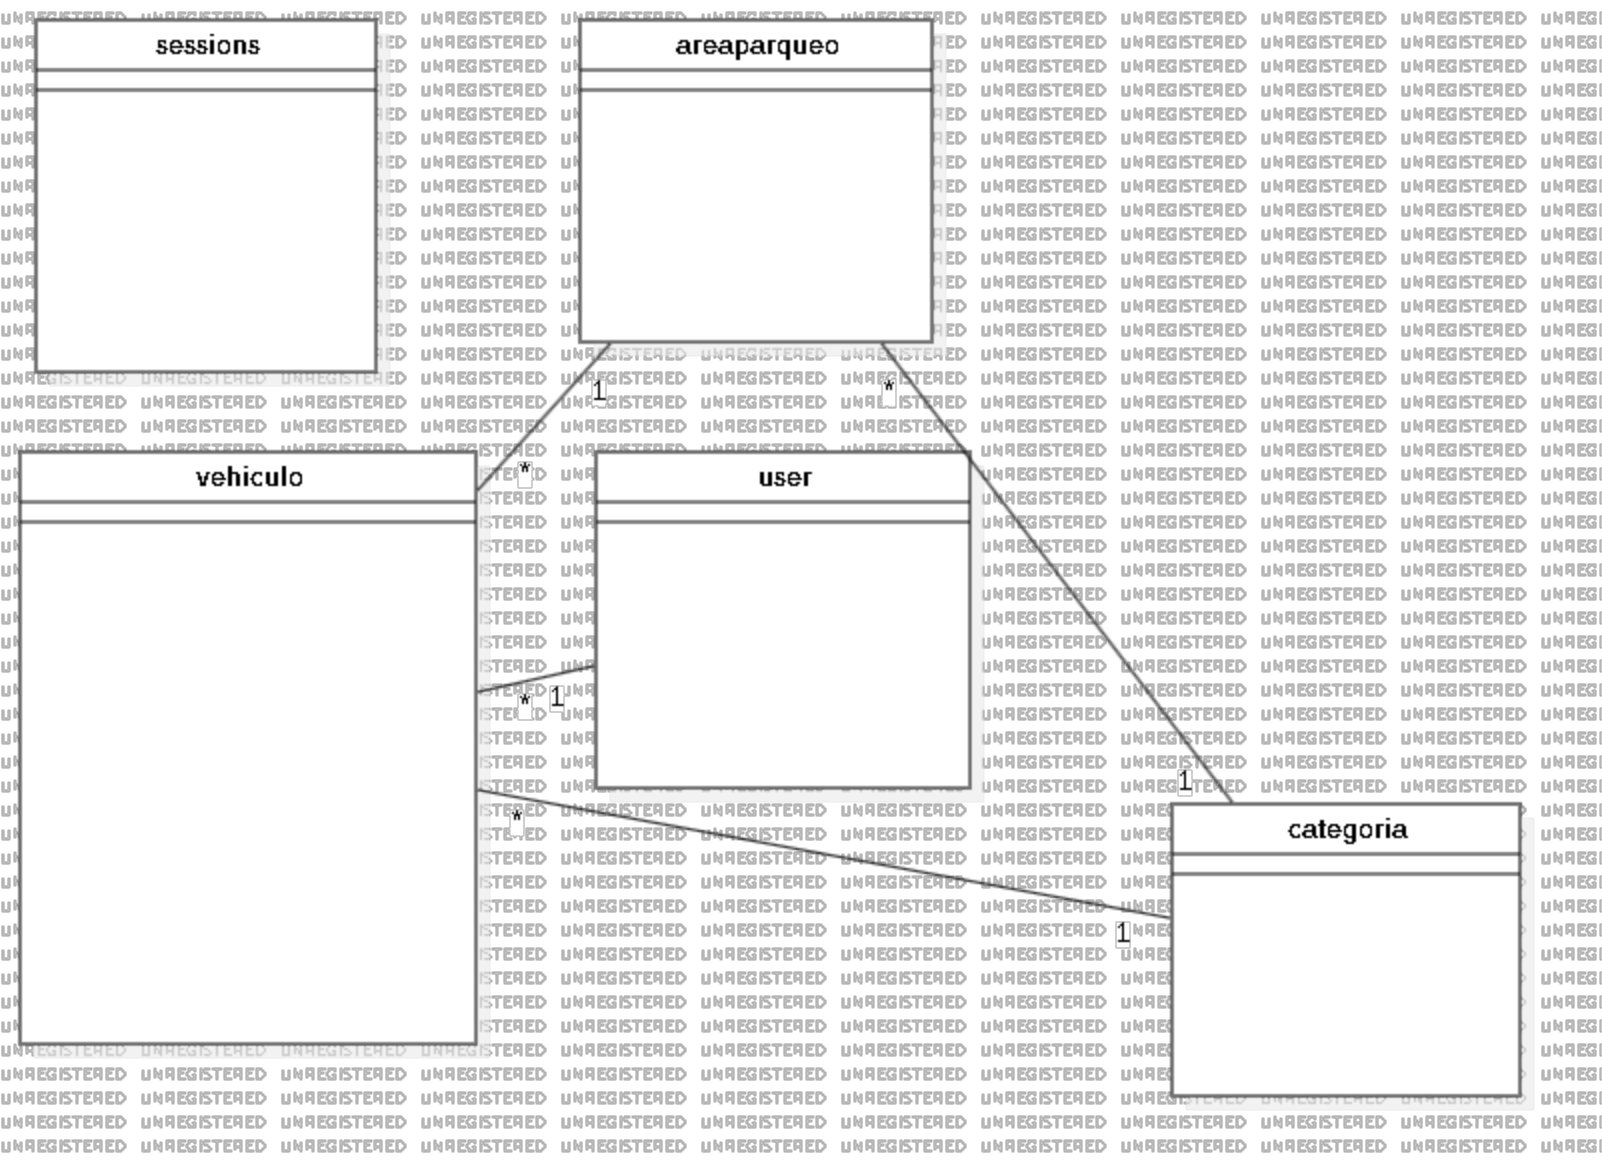 sessions
areaparqueo
1
*
vehiculo
*
user
*
1
*
1
categoria
1
UNREGISTERED